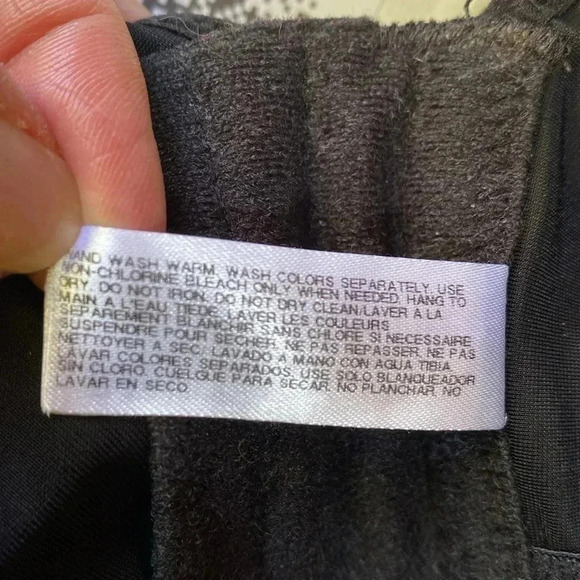 HAND WASH WARM. WASH COLORS SEPARATELY. USE
NON-CHLORINE BLEACH ONLY WHEN NEEDED. HANG TO
DRY. DO NOT IRON. DO NOT DRY CLEAN/LAVER A LA
MAIN A L'EAU TIEDE. LAVER LES COULEURS
SEPAREMENT. BLANCHIR SANS CHLORE SI NECESSAIRE
SUSPENDRE POUR SECHER. NE PAS REPASSER. NE PAS
NETTOYER A SEC. LAVADO A MANO CON AGUA TIBIA
LAVAR COLORES SEPARADOS. USE SOLO BLANQUEADOR
SIN CLORO. CUELGUE PARA SECAR. NO PLANCHAR. NO
LAVAR EN SECO